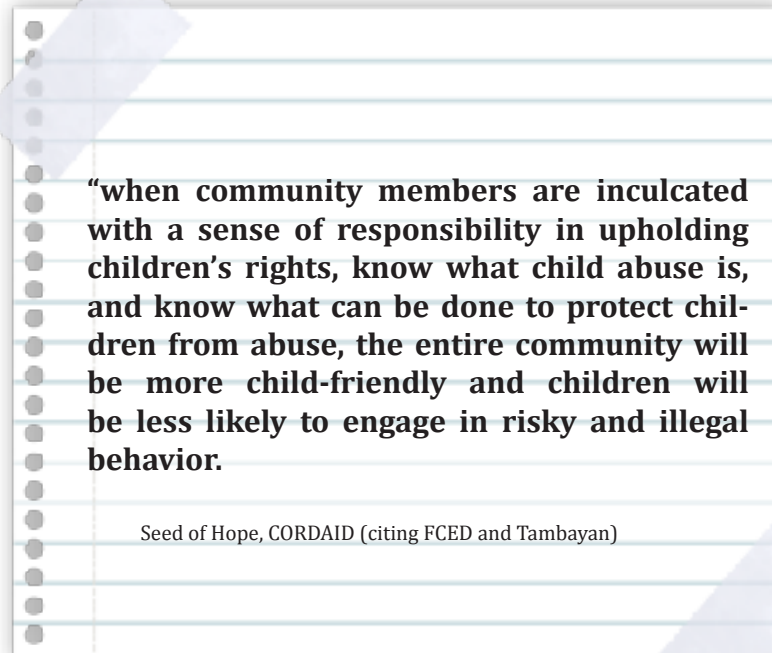 “when community members are inculcated
with a sense of responsibility in upholding
children’s rights, know what child abuse is,
and know what can be done to protect chil-
dren from abuse, the entire community will
be more child-friendly and children will
be less likely to engage in risky and illegal
behavior.
Seed of Hope, CORDAID (citing FCED and Tambayan)